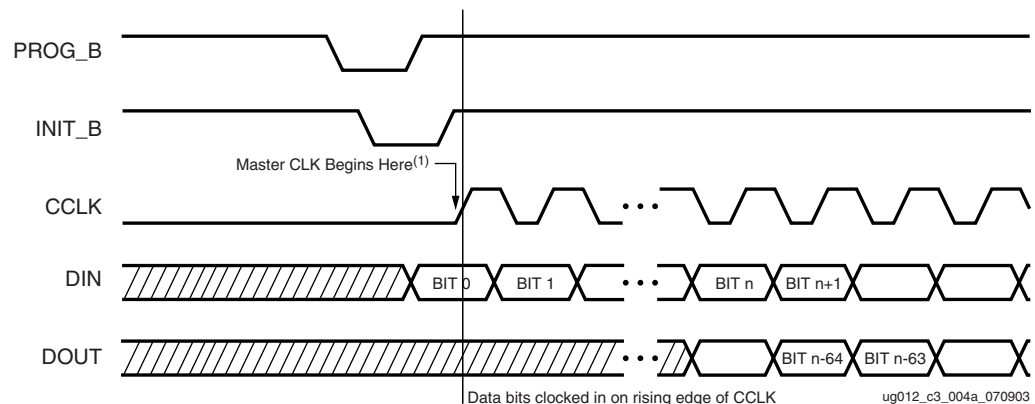 PROG_B
INIT_B
Master CLK Begins Here(1)
CCLK
DIN
BIT 0 BIT 1 BIT n BIT n+1
DOUT
BIT n-64 BIT n-63
Data bits clocked in on rising edge of CCLK
ug012_c3_004a_070903